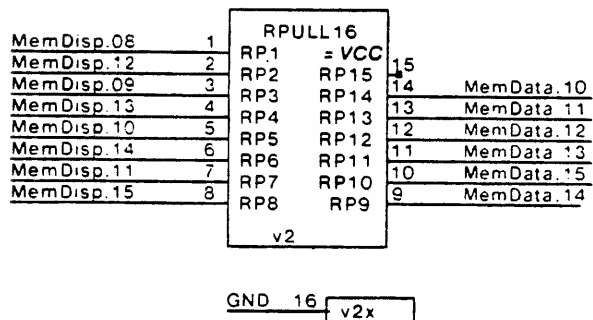 RPULL16
MemDisp.08 1 RP.1 = VCC
MemDisp.12 2 RP2 RP15 15
MemDisp.09 3 RP3 RP14 14 MemData.10
MemDisp.13 4 RP4 RP13 13 MemData.11
MemDisp.10 5 RP5 RP12 12 MemData.12
MemDisp.14 6 RP6 RP11 11 MemData.13
MemDisp.11 7 RP7 RP10 10 MemData.15
MemDisp.15 8 RP8 RP9 9 MemData.14
v2
GND 16 v2x